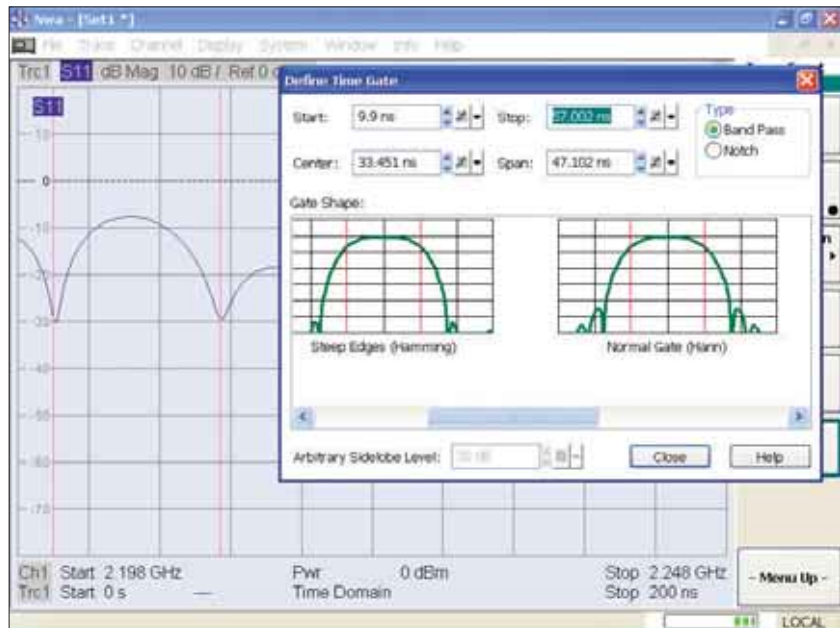 Nwa - [Set1 *]
File Trace Channel Display System Window Info Help
Trc1 S11 dB Mag 10 dB / Ref 0
S11
-10
0
-10
-20
-30
-40
-50
-60
-70
Define Time Gate
Start: 9.9 ns Stop: 57.002 ns
Center: 33.451 ns Span: 47.102 ns
Type
Band Pass
Notch
Gate Shape:
Steep Edges (Hamming) Normal Gate (Hann)
Arbitrary Sidelobe Level:
Close Help
Ch1 Start 2.198 GHz Pwr 0 dBm Stop 2.248 GHz
Trc1 Start 0 s — Time Domain Stop 200 ns
- Menu Up -
LOCAL